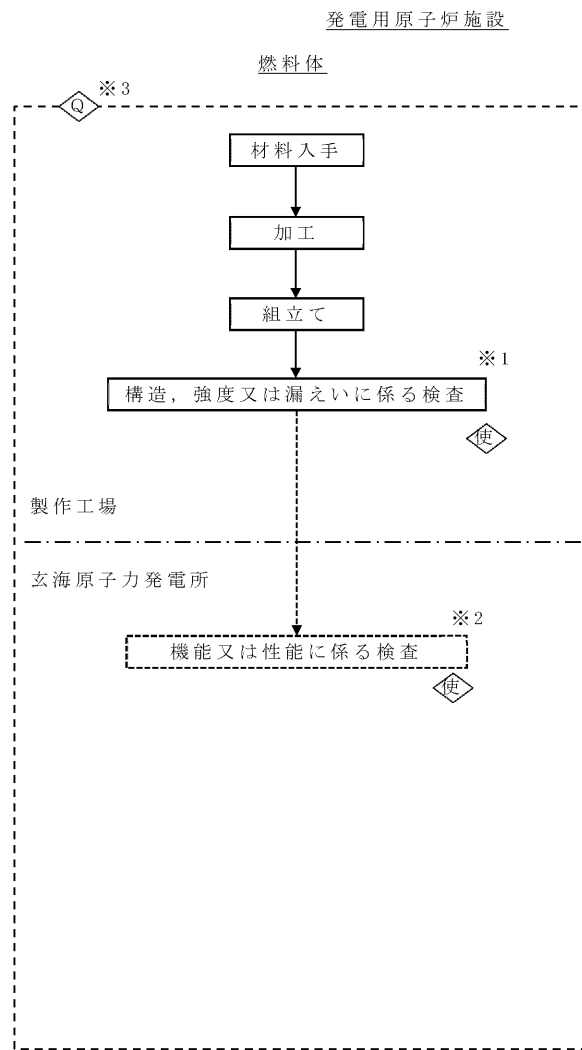 発電用原子炉施設
燃料体
※3
Q
材料入手
加工
組立て
※1
構造，強度又は漏えいに係る検査
使
製作工場
玄海原子力発電所
※2
機能又は性能に係る検査
使